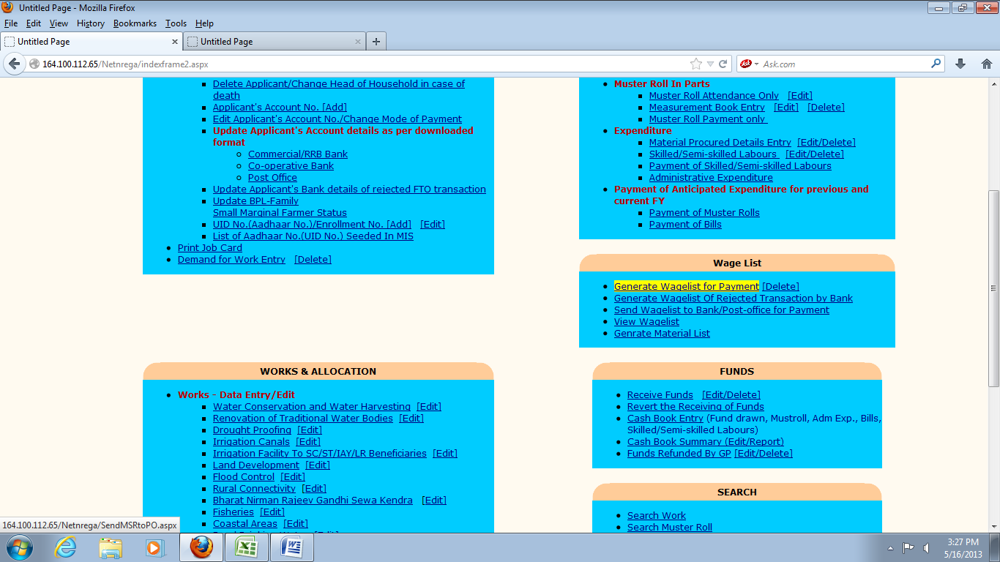 Untitled Page - Mozilla Firefox
File Edit View History Bookmarks Tools Help
Untitled Page
Untitled Page
164.100.112.65/Netnrega/indexframe2.aspx
Ask
Ask.com
Delete Applicant/Change Head of Household in case of
death
Applicant's Account No. [Add]
Edit Applicant's Account No./Change Mode of Payment
Update Applicant's Account details as per downloaded
format
Commercial/RRB Bank
Co-operative Bank
Post Office
Update Applicant's Bank details of rejected FTO transaction
Update BPL-Family
Small Marginal Farmer Status
UID No.(Aadhaar No.)/Enrollment No. [Add] [Edit]
List of Aadhaar No.(UID No.) Seeded In MIS
Print Job Card
Demand for Work Entry [Delete]
Muster Roll In Parts
Muster Roll Attendance Only [Edit]
Measurement Book Entry [Edit] [Delete]
Muster Roll Payment only
Expenditure
Material Procured Details Entry [Edit/Delete]
Skilled/Semi-skilled Labours [Edit/Delete]
Payment of Skilled/Semi-skilled Labours
Administrative Expenditure
Payment of Anticipated Expenditure for previous and
current FY
Payment of Muster Rolls
Payment of Bills
Wage List
Generate Wagelist for Payment [Delete]
Generate Wagelist Of Rejected Transaction by Bank
Send Wagelist to Bank/Post-office for Payment
View Wagelist
Genrate Material List
WORKS & ALLOCATION
Works - Data Entry/Edit
Water Conservation and Water Harvesting [Edit]
Renovation of Traditional Water Bodies [Edit]
Drought Proofing [Edit]
Irrigation Canals [Edit]
Irrigation Facility To SC/ST/IAY/LR Beneficiaries [Edit]
Land Development [Edit]
Flood Control [Edit]
Rural Connectivity [Edit]
Bharat Nirman Rajeev Gandhi Sewa Kendra [Edit]
Fisheries [Edit]
Coastal Areas [Edit]
FUNDS
Receive Funds [Edit/Delete]
Revert the Receiving of Funds
Cash Book Entry (Fund drawn, Mustroll, Adm Exp., Bills,
Skilled/Semi-skilled Labours)
Cash Book Summary (Edit/Report)
Funds Refunded By GP [Edit/Delete]
SEARCH
Search Work
Search Muster Roll
164.100.112.65/Netnrega/SendMSRtoPO.aspx
3:27 PM
5/16/2013